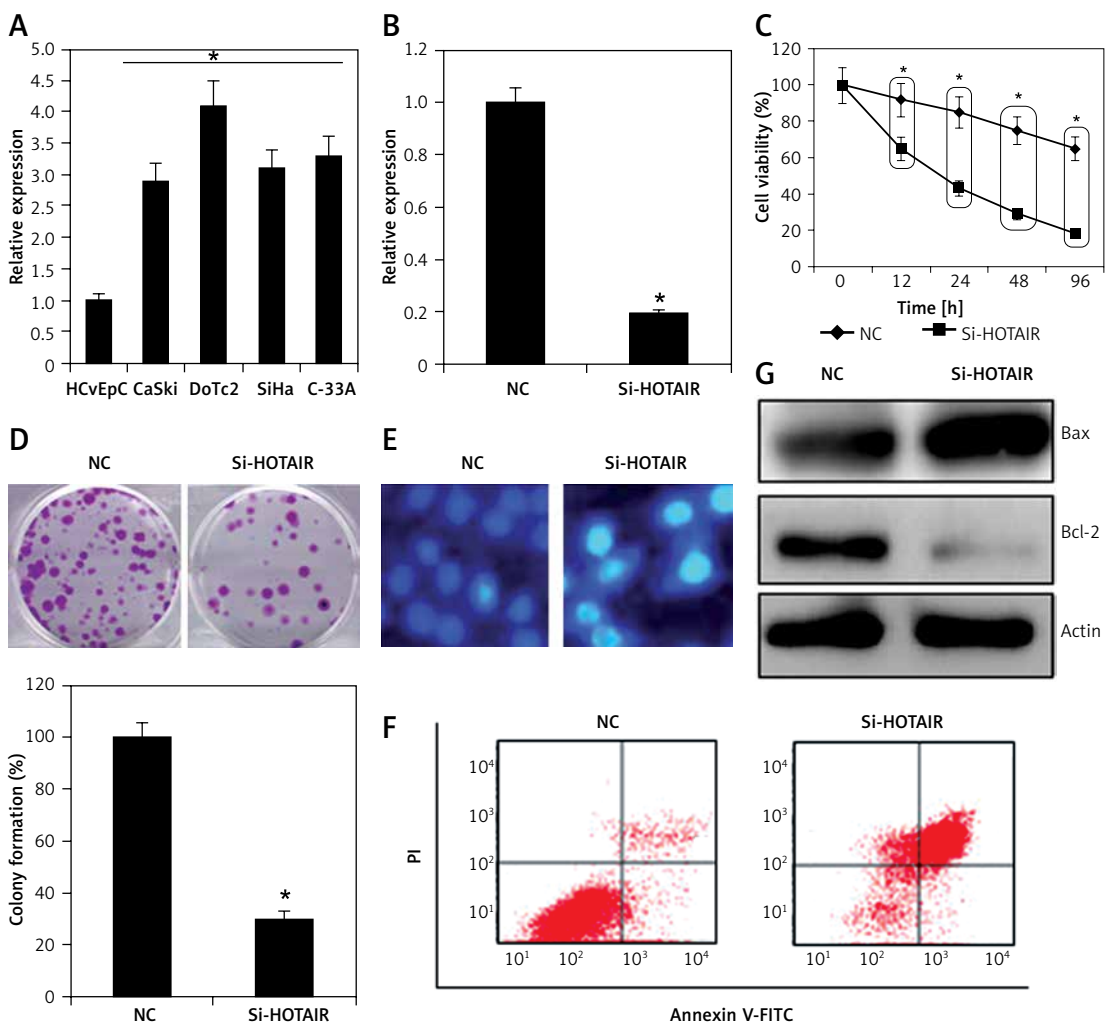 A
5.0
4.5
4.0
3.5
3.0
2.5
2.0
1.5
1.0
0.5
0
Relative expression
*
HCvEpC CaSki DoTc2 SiHa C-33A
B
1.2
1.0
0.8
0.6
0.4
0.2
0
Relative expression
*
NC Si-HOTAIR
C
120
100
80
60
40
20
0
Cell viability (%)
* * * *
0 12 24 48 96
Time [h]
NC Si-HOTAIR
D
NC Si-HOTAIR
120
100
80
60
40
20
0
Colony formation (%)
*
NC Si-HOTAIR
E
NC Si-HOTAIR
F
NC Si-HOTAIR
PI
10⁴
10³
10²
10¹
10¹ 10² 10³ 10⁴
10⁴
10³
10²
10¹
10¹ 10² 10³ 10⁴
Annexin V-FITC
G
NC Si-HOTAIR
Bax
Bcl-2
Actin